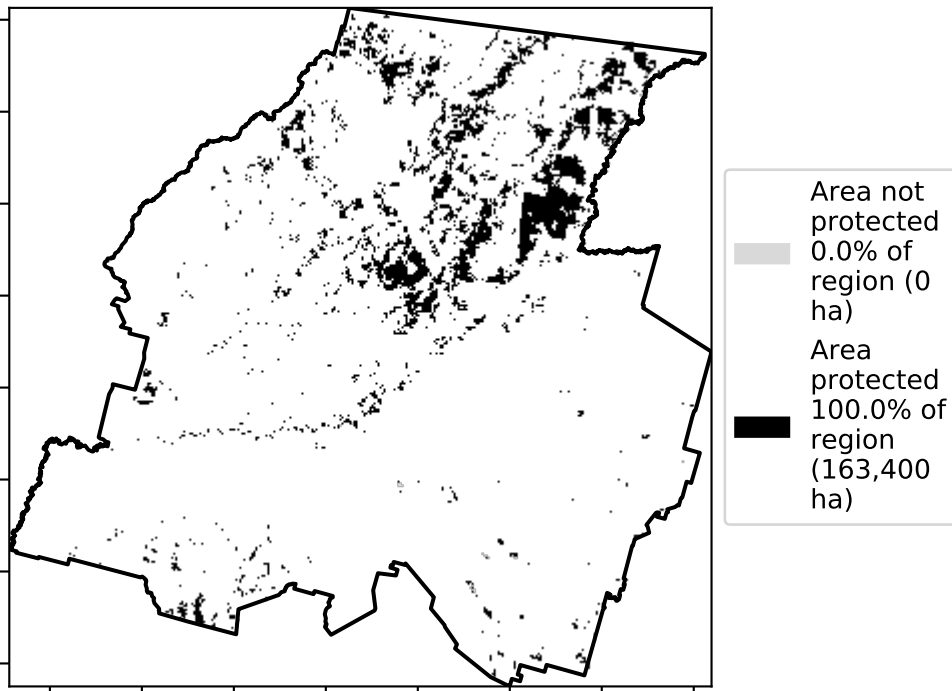 Area not
protected
0.0% of
region (0
ha)
Area
protected
100.0% of
region
(163,400
ha)